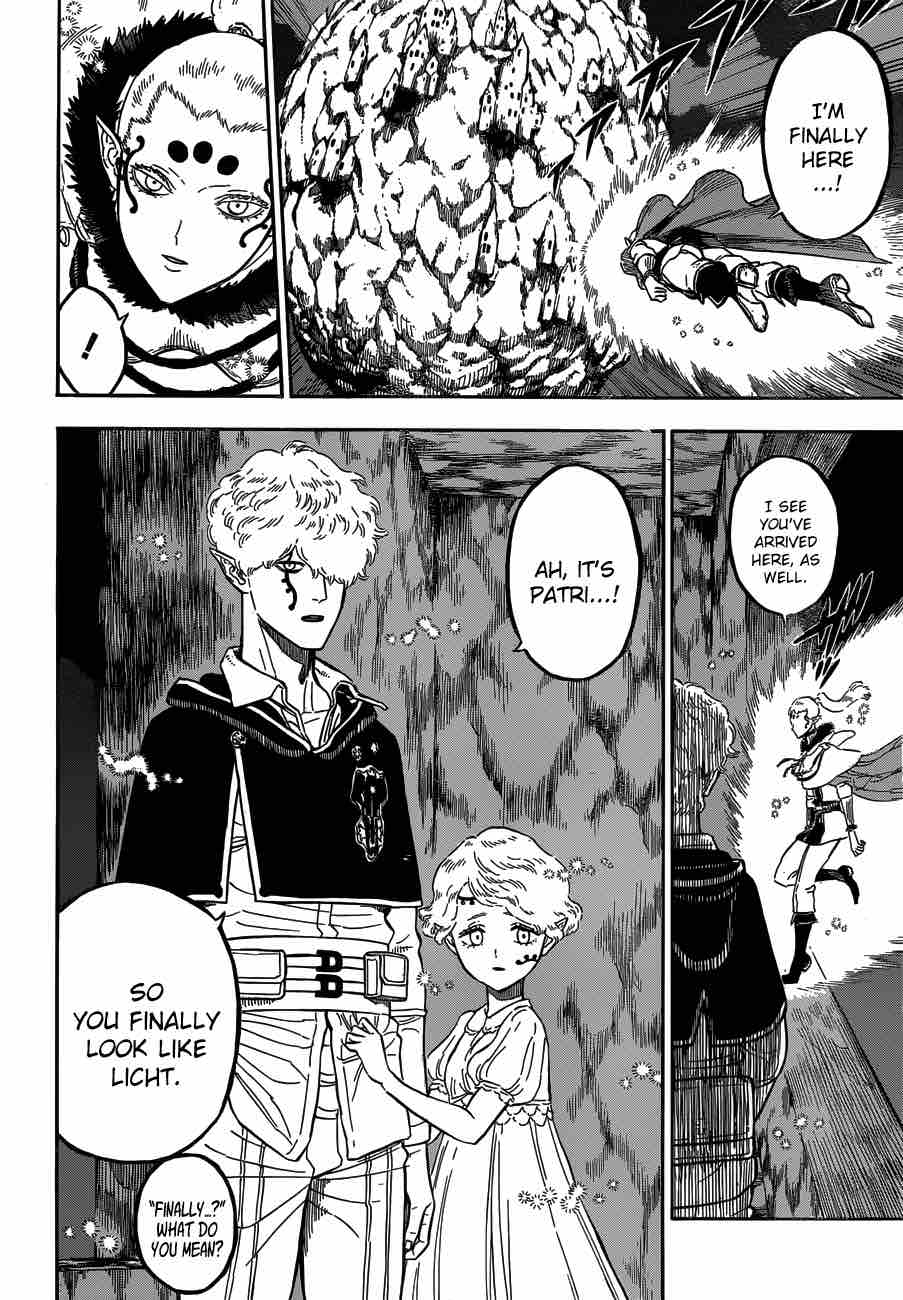 I'M
FINALLY
HERE
...!
!
I SEE
YOU'VE
ARRIVED
HERE, AS
WELL.
AH, IT'S
PATRI...!
SO
YOU FINALLY
LOOK LIKE
LICHT.
"FINALLY...?"
WHAT DO
YOU MEAN?